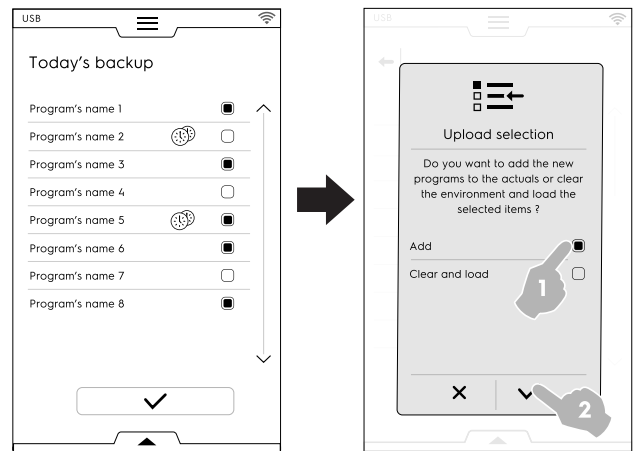 USB
Today's backup
Program's name 1
Program's name 2
Program's name 3
Program's name 4
Program's name 5
Program's name 6
Program's name 7
Program's name 8
USB
Upload selection
Do you want to add the new
programs to the actuals or clear
the environment and load the
selected items ?
Add
Clear and load
1
2